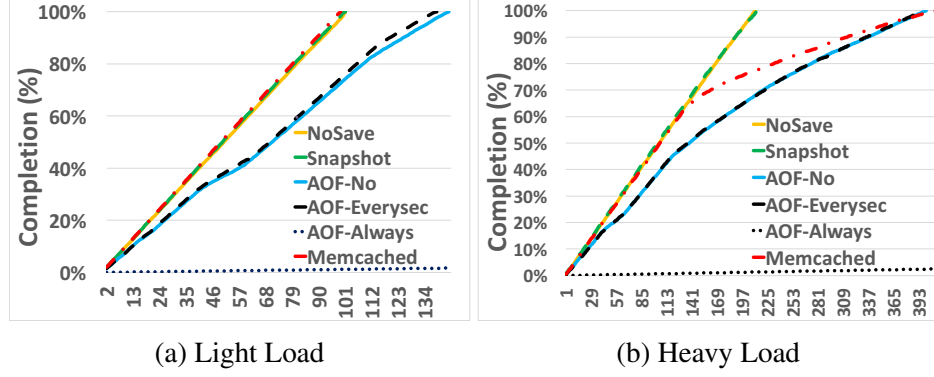 100%
80%
60%
40%
20%
0%
Completion (%)
NoSave
Snapshot
AOF-No
AOF-Everysec
AOF-Always
Memcached
2 13 24 35 46 57 68 79 90 101 112 123 134
(a) Light Load
100%
90%
80%
70%
60%
50%
40%
30%
20%
10%
0%
Completion (%)
NoSave
Snapshot
AOF-No
AOF-Everysec
AOF-Always
Memcached
1 29 57 85 113 141 169 197 225 253 281 309 337 365 393
(b) Heavy Load